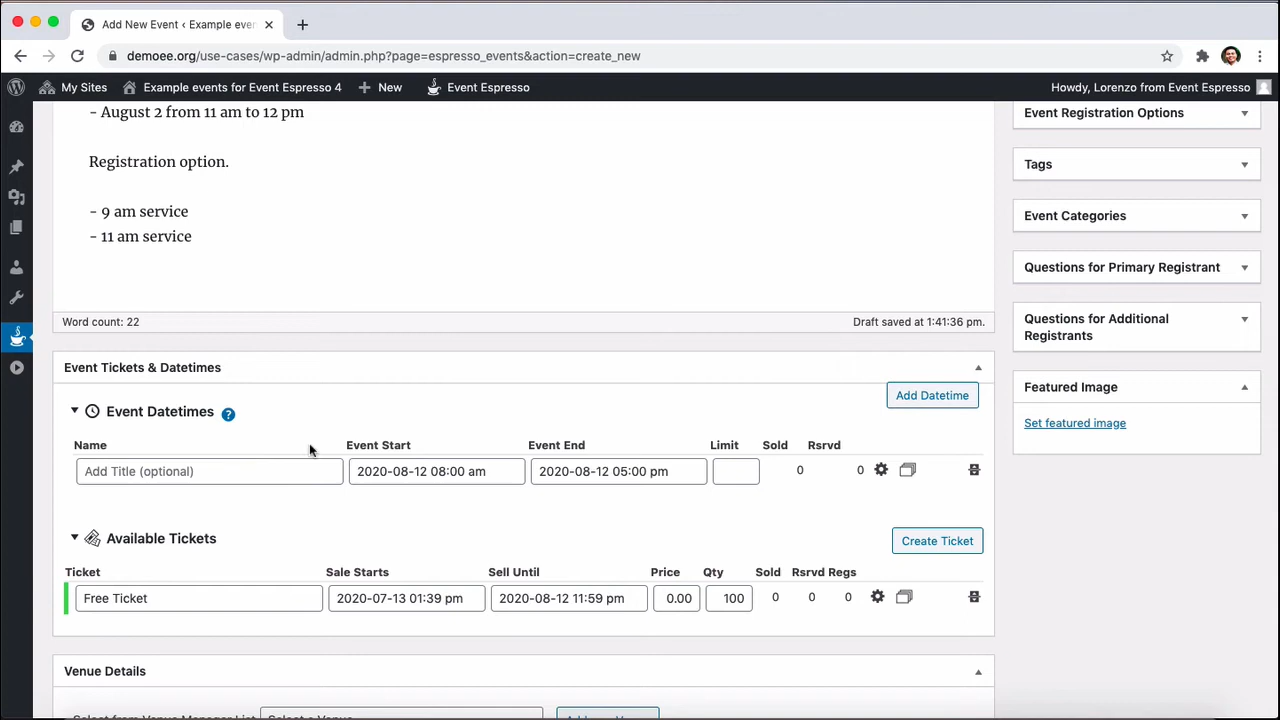 Add New Event ‹ Example even
demoee.org/use-cases/wp-admin/admin.php?page=espresso_events&action=create_new
My Sites Example events for Event Espresso 4 New Event Espresso Howdy, Lorenzo from Event Espresso
- August 2 from 11 am to 12 pm
Registration option.
- 9 am service
- 11 am service
Word count: 22 Draft saved at 1:41:36 pm.
Event Registration Options
Tags
Event Categories
Questions for Primary Registrant
Questions for Additional
Registrants
Featured Image
Set featured image
Event Tickets & Datetimes
Event Datetimes ? Add Datetime
Name Event Start Event End Limit Sold Rsrvd
Add Title (optional) 2020-08-12 08:00 am 2020-08-12 05:00 pm 0 0
Available Tickets Create Ticket
Ticket Sale Starts Sell Until Price Qty Sold Rsrvd Regs
Free Ticket 2020-07-13 01:39 pm 2020-08-12 11:59 pm 0.00 100 0 0 0
Venue Details
Select from Venue Manager List Select a Venue